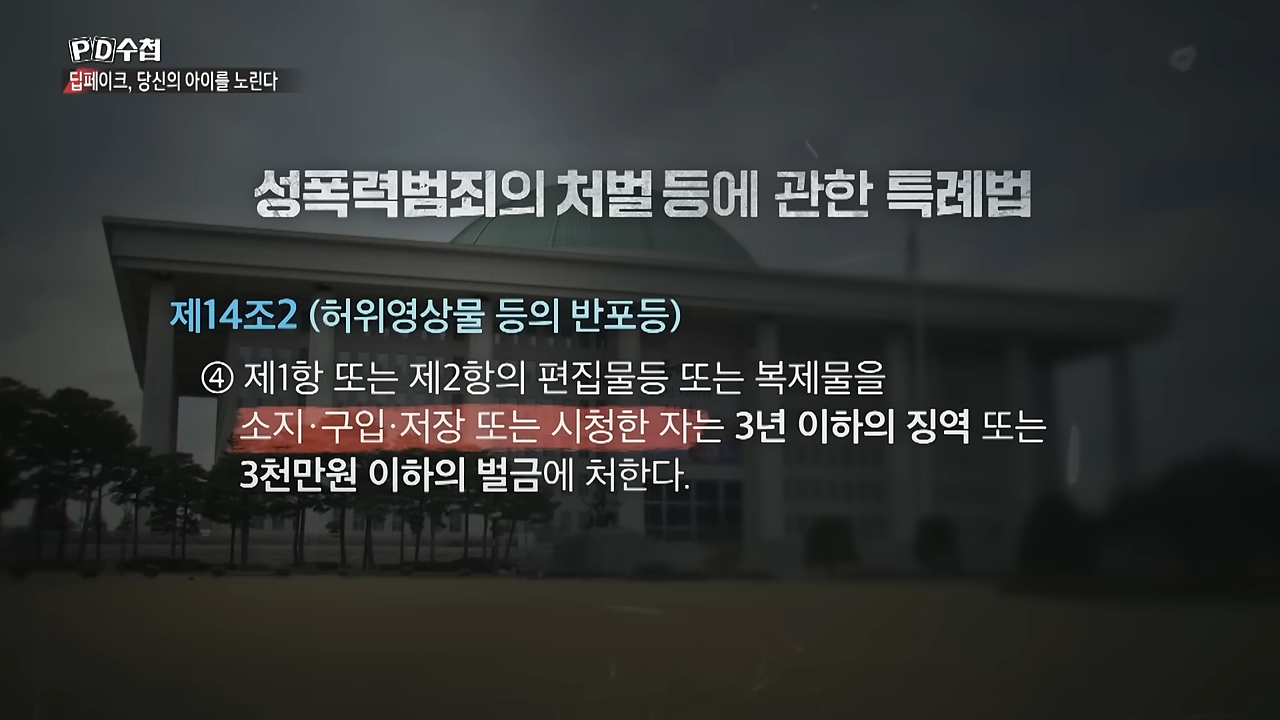 PD수첩
딥페이크, 당신의 아이를 노린다
성폭력범죄의 처벌 등에 관한 특례법
제14조2 (허위영상물 등의 반포등)
④ 제1항 또는 제2항의 편집물등 또는 복제물을
소지·구입·저장 또는 시청한 자는 3년 이하의 징역 또는
3천만원 이하의 벌금에 처한다.